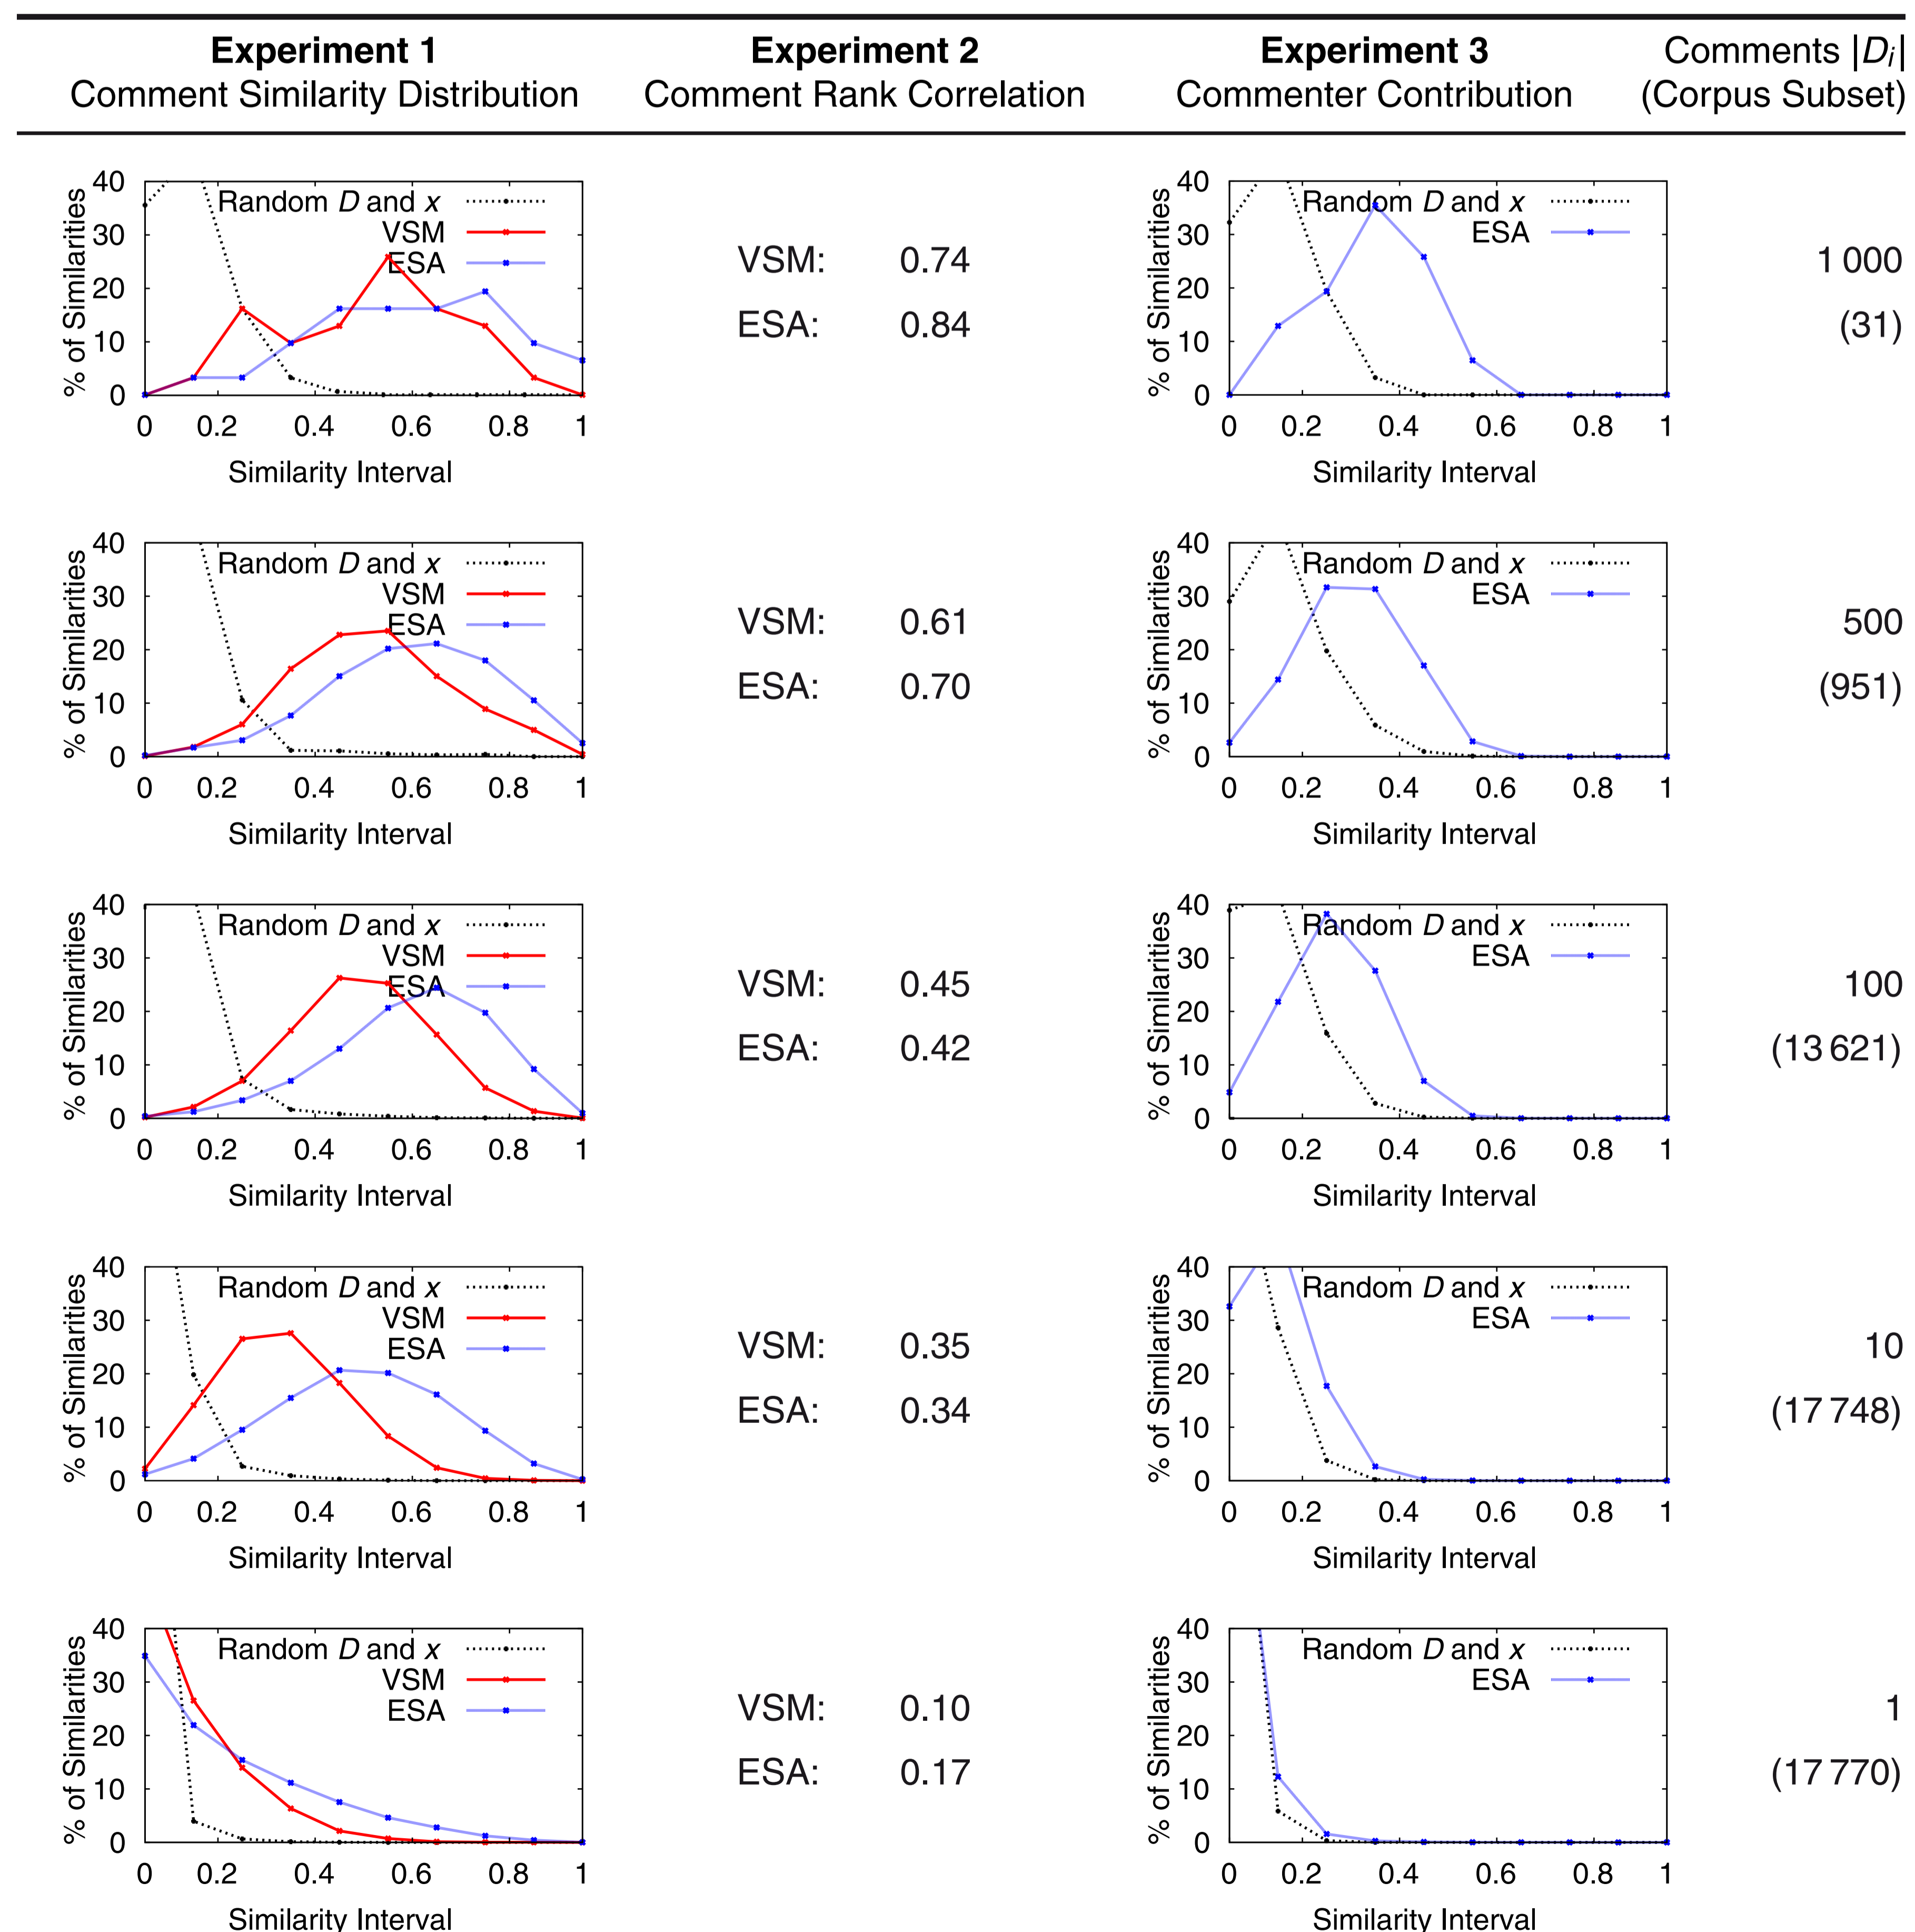 Experiment 1 Experiment 2 Experiment 3 Comments |Di|
Comment Similarity Distribution Comment Rank Correlation Commenter Contribution (Corpus Subset)
% of Similarities
40
30
20
10
0
0 0.2 0.4 0.6 0.8 1
Similarity Interval
Random D and x
VSM
ESA
VSM: 0.74
ESA: 0.84
% of Similarities
40
30
20
10
0
0 0.2 0.4 0.6 0.8 1
Similarity Interval
Random D and x
ESA
1 000
(31)
% of Similarities
40
30
20
10
0
0 0.2 0.4 0.6 0.8 1
Similarity Interval
Random D and x
VSM
ESA
VSM: 0.61
ESA: 0.70
% of Similarities
40
30
20
10
0
0 0.2 0.4 0.6 0.8 1
Similarity Interval
Random D and x
ESA
500
(951)
% of Similarities
40
30
20
10
0
0 0.2 0.4 0.6 0.8 1
Similarity Interval
Random D and x
VSM
ESA
VSM: 0.45
ESA: 0.42
% of Similarities
40
30
20
10
0
0 0.2 0.4 0.6 0.8 1
Similarity Interval
Random D and x
ESA
100
(13 621)
% of Similarities
40
30
20
10
0
0 0.2 0.4 0.6 0.8 1
Similarity Interval
Random D and x
VSM
ESA
VSM: 0.35
ESA: 0.34
% of Similarities
40
30
20
10
0
0 0.2 0.4 0.6 0.8 1
Similarity Interval
Random D and x
ESA
10
(17 748)
% of Similarities
40
30
20
10
0
0 0.2 0.4 0.6 0.8 1
Similarity Interval
Random D and x
VSM
ESA
VSM: 0.10
ESA: 0.17
% of Similarities
40
30
20
10
0
0 0.2 0.4 0.6 0.8 1
Similarity Interval
Random D and x
ESA
1
(17 770)